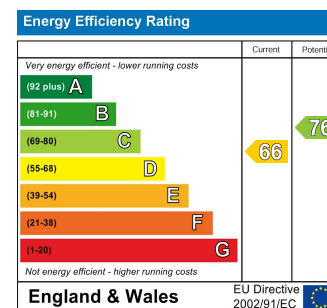 Energy Efficiency Rating
Current
Very energy efficient - lower running costs
(92 plus) A
(81-91) B
(69-80) C
76
66
(55-68) D
(39-54) E
(21-38) F
(1-20) G
Not energy efficient - higher running costs
England & Wales
EU Directive
2002/91/EC